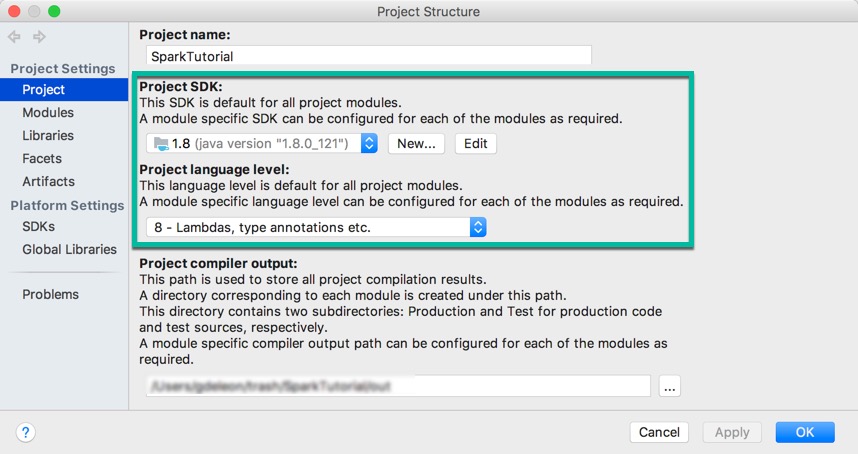 Project Structure
Project name:
SparkTutorial
Project Settings
Project
Modules
Libraries
Facets
Artifacts
Platform Settings
SDKs
Global Libraries
Problems
Project SDK:
This SDK is default for all project modules.
A module specific SDK can be configured for each of the modules as required.
1.8 (java version "1.8.0_121")
New...
Edit
Project language level:
This language level is default for all project modules.
A module specific language level can be configured for each of the modules as required.
8 - Lambdas, type annotations etc.
Project compiler output:
This path is used to store all project compilation results.
A directory corresponding to each module is created under this path.
This directory contains two subdirectories: Production and Test for production code
and test sources, respectively.
A module specific compiler output path can be configured for each of the modules as
required.
...
?
Cancel
Apply
OK